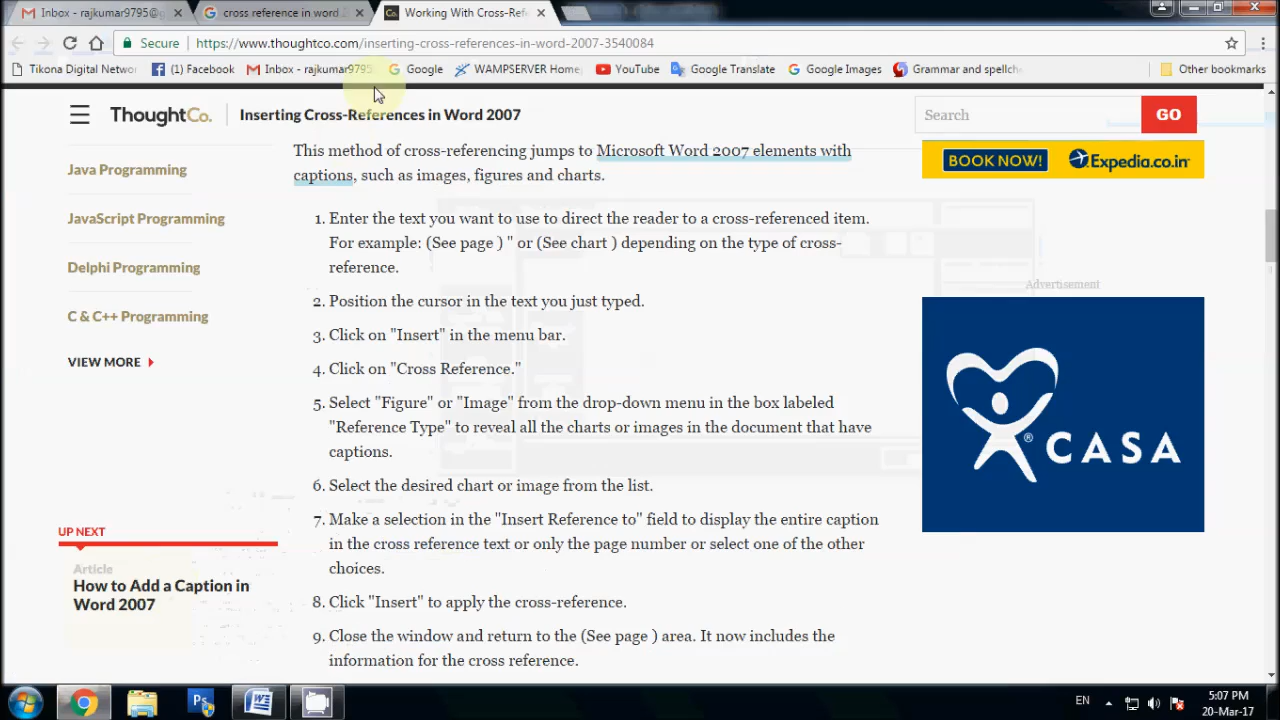 Inbox - rajkumar9795@g
cross reference in word 2
Working With Cross-Ref
Secure
https://www.thoughtco.com/inserting-cross-references-in-word-2007-3540084
Tikona Digital Networ
(1) Facebook
Inbox - rajkumar9795
Google
WAMPSERVER Home
YouTube
Google Translate
Google Images
Grammar and spellch
Other bookmarks
ThoughtCo.
Inserting Cross-References in Word 2007
Search
GO
This method of cross-referencing jumps to Microsoft Word 2007 elements with
captions, such as images, figures and charts.
BOOK NOW! Expedia.co.in
Java Programming
JavaScript Programming
Delphi Programming
C & C++ Programming
VIEW MORE
1. Enter the text you want to use to direct the reader to a cross-referenced item.
For example: (See page ) " or (See chart ) depending on the type of cross-
reference.
2. Position the cursor in the text you just typed.
3. Click on "Insert" in the menu bar.
4. Click on "Cross Reference."
5. Select "Figure" or "Image" from the drop-down menu in the box labeled
"Reference Type" to reveal all the charts or images in the document that have
captions.
6. Select the desired chart or image from the list.
7. Make a selection in the "Insert Reference to" field to display the entire caption
in the cross reference text or only the page number or select one of the other
choices.
8. Click "Insert" to apply the cross-reference.
9. Close the window and return to the (See page ) area. It now includes the
information for the cross reference.
Advertisement
® CASA
UP NEXT
Article
How to Add a Caption in
Word 2007
Ps
EN
5:07 PM
20-Mar-17